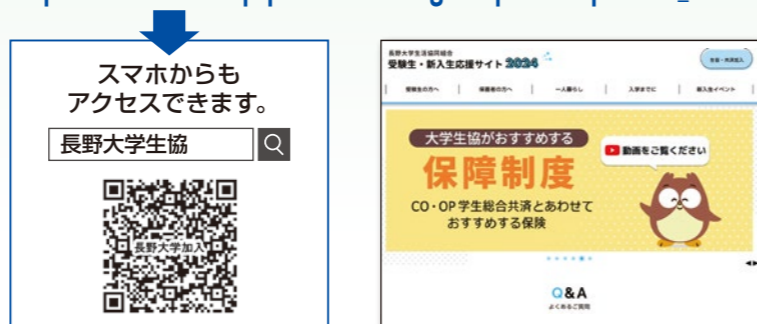 スマホからも
アクセスできます。
長野大学生協
長野大学加入
長野大学生活協同組合
受験生・新入生応援サイト 2024
生協・共済加入
受験生の方へ
保護者の方へ
一人暮らし
入学までに
新入生イベント
大学生協がおすすめする
保障制度
CO・OP学生総合共済とあわせて
おすすめする保険
動画をご覧ください
Q&A
よくあるご質問